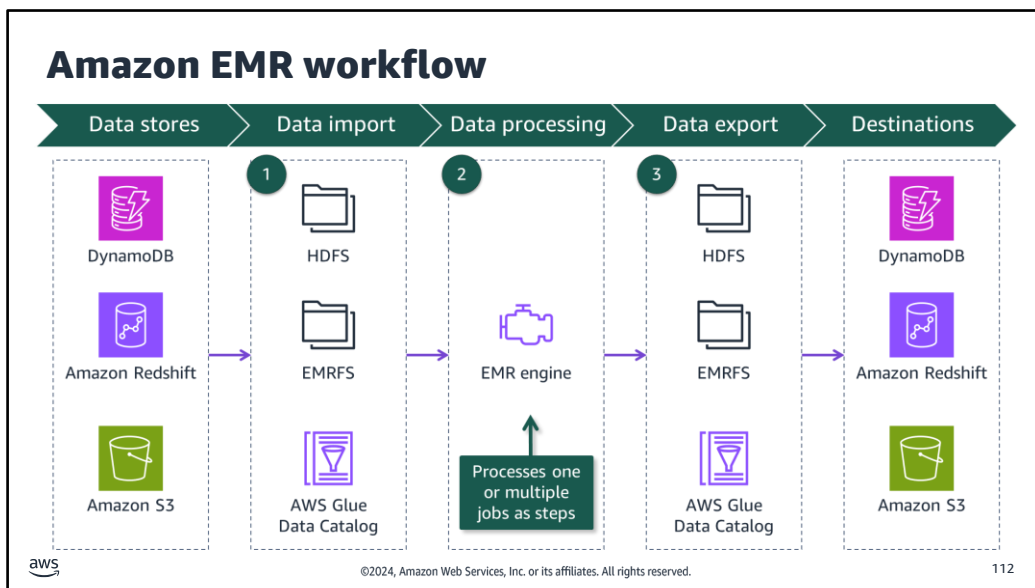 Amazon EMR workflow
Data stores
Data import
Data processing
Data export
Destinations
1
2
3
DynamoDB
HDFS
HDFS
DynamoDB
Amazon Redshift
EMRFS
EMR engine
EMRFS
Amazon Redshift
Amazon S3
AWS Glue
Data Catalog
Processes one
or multiple
jobs as steps
AWS Glue
Data Catalog
Amazon S3
aws
©2024, Amazon Web Services, Inc. or its affiliates. All rights reserved.
112